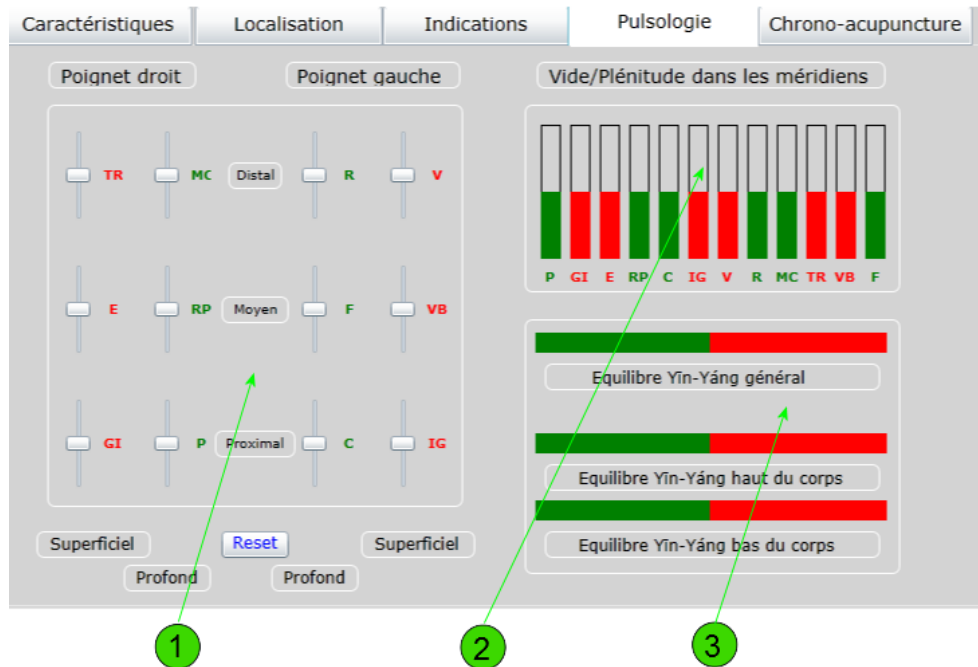 Caractéristiques Localisation Indications Pulsologie Chrono-acupuncture
Poignet droit Poignet gauche Vide/Plénitude dans les méridiens
TR MC Distal R V
E RP Moyen F VB
GI P Proximal C IG
Superficiel Reset Superficiel
Profond Profond
P GI E RP C IG V R MC TR VB F
Equilibre Yīn-Yáng général
Equilibre Yīn-Yáng haut du corps
Equilibre Yīn-Yáng bas du corps
1 2 3